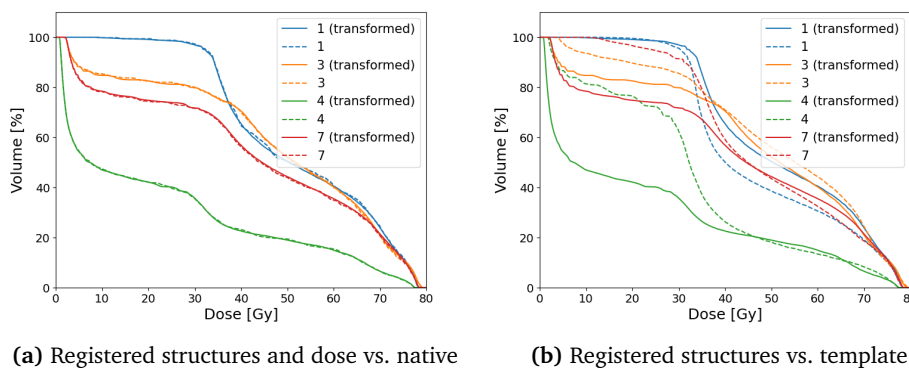 100
80
60
40
20
0
Volume [%]
0 10 20 30 40 50 60 70 80
Dose [Gy]
1 (transformed)
1
3 (transformed)
3
4 (transformed)
4
7 (transformed)
7
(a) Registered structures and dose vs. native
100
80
60
40
20
0
Volume [%]
0 10 20 30 40 50 60 70 80
Dose [Gy]
1 (transformed)
1
3 (transformed)
3
4 (transformed)
4
7 (transformed)
7
(b) Registered structures vs. template